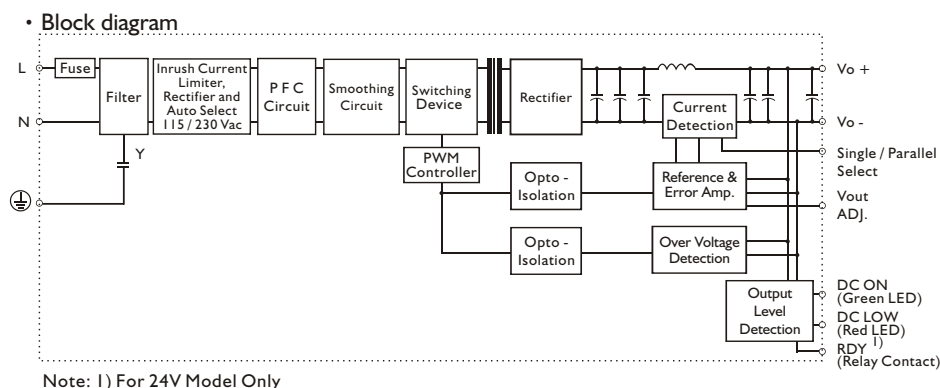 • Block diagram
L
Fuse
N
Filter
Y
Inrush Current
Limiter,
Rectifier and
Auto Select
115 / 230 Vac
P F C
Circuit
Smoothing
Circuit
Switching
Device
PWM
Controller
Rectifier
Opto -
Isolation
Opto -
Isolation
Current
Detection
Reference &
Error Amp.
Over Voltage
Detection
Output
Level
Detection
Vo +
Vo -
Single / Parallel
Select
Vout
ADJ.
DC ON
(Green LED)
DC LOW
(Red LED)
RDY 1)
(Relay Contact)
Note: 1) For 24V Model Only